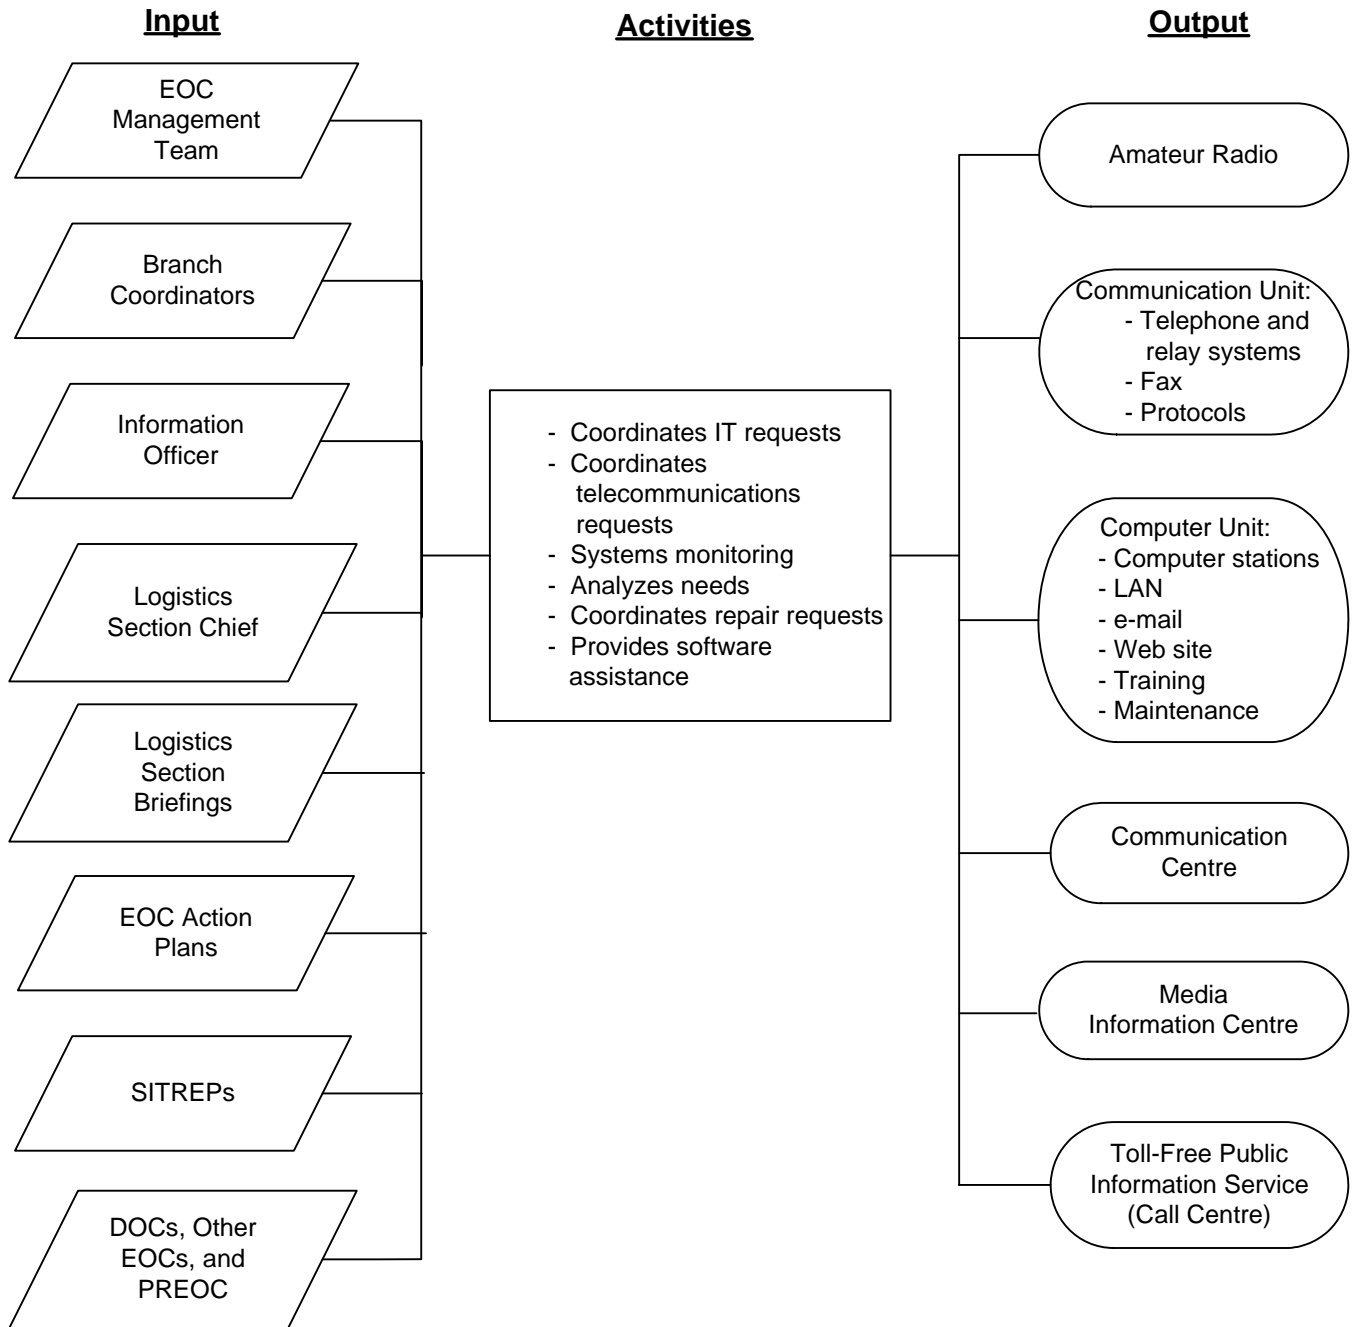 Input
Activities
Output
EOC
Management
Team
Branch
Coordinators
Information
Officer
Logistics
Section Chief
Logistics
Section
Briefings
EOC Action
Plans
SITREPs
DOCs, Other
EOCs, and
PREOC
- Coordinates IT requests
- Coordinates
telecommunications
requests
- Systems monitoring
- Analyzes needs
- Coordinates repair requests
- Provides software
assistance
Amateur Radio
Communication Unit:
- Telephone and
relay systems
- Fax
- Protocols
Computer Unit:
- Computer stations
- LAN
- e-mail
- Web site
- Training
- Maintenance
Communication
Centre
Media
Information Centre
Toll-Free Public
Information Service
(Call Centre)